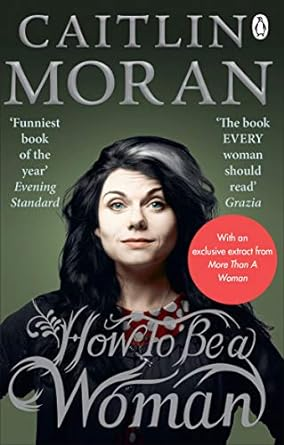 CAITLIN
MORAN
'Funniest
book
of the
year'
Evening
Standard
'The book
EVERY
woman
should
read'
Grazia
With an
exclusive extract from
More Than A
Woman
How to Be a
Woman